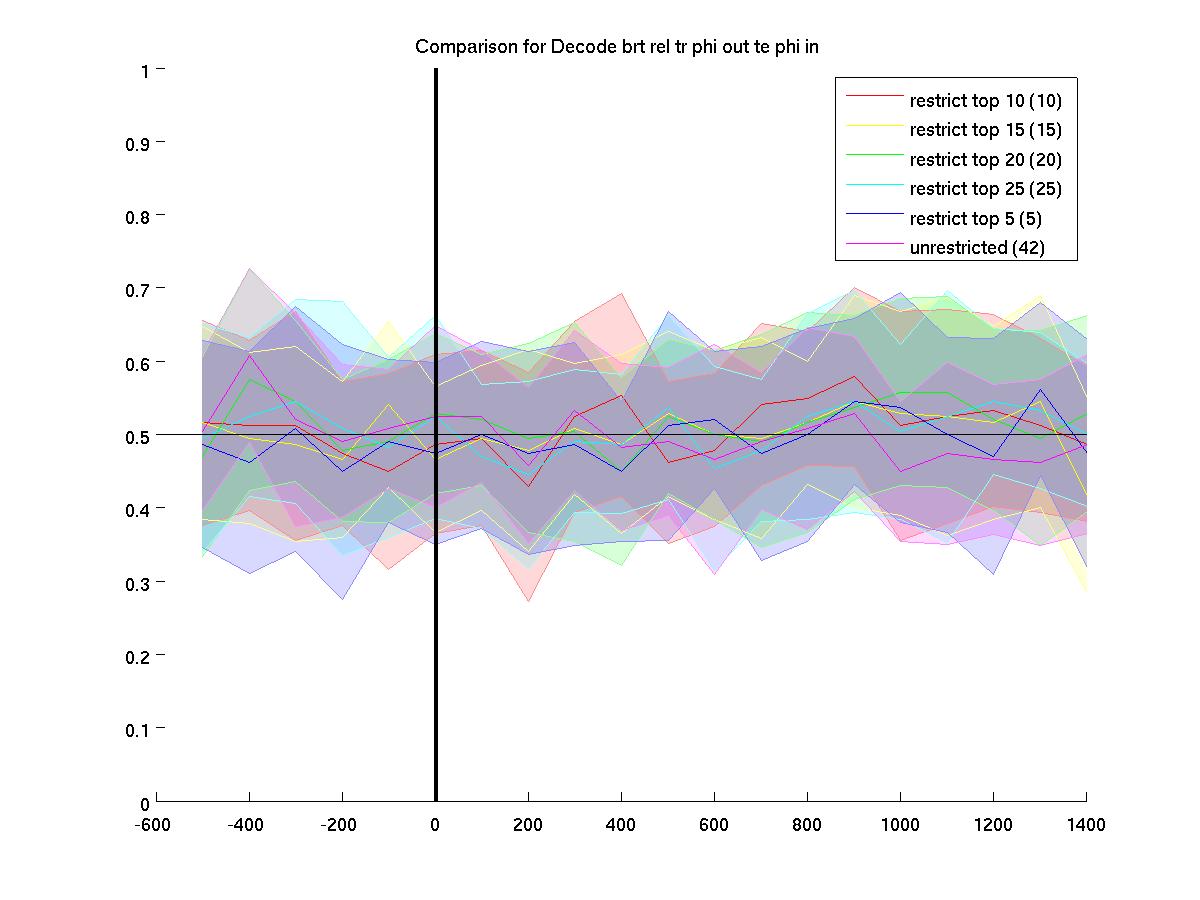 Comparison for Decode brt rel tr phi out te phi in
1
0.9
0.8
0.7
0.6
0.5
0.4
0.3
0.2
0.1
0
restrict top 10 (10)
restrict top 15 (15)
restrict top 20 (20)
restrict top 25 (25)
restrict top 5 (5)
unrestricted (42)
-600 -400 -200 0 200 400 600 800 1000 1200 1400